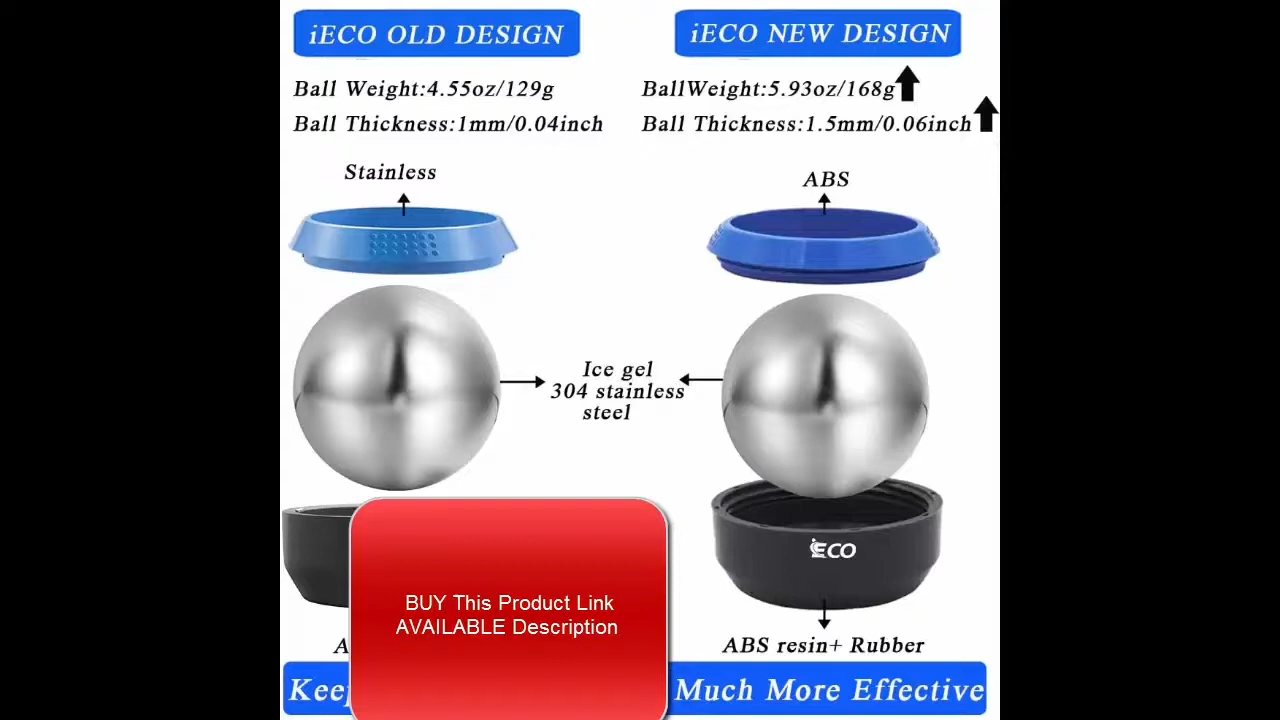 iECO OLD DESIGN
iECO NEW DESIGN
Ball Weight:4.55oz/129g
BallWeight:5.93oz/168g
Ball Thickness:1mm/0.04inch
Ball Thickness:1.5mm/0.06inch
Stainless
ABS
Ice gel
304 stainless
steel
ECO
BUY This Product Link
AVAILABLE Description
ABS resin+ Rubber
Much More Effective